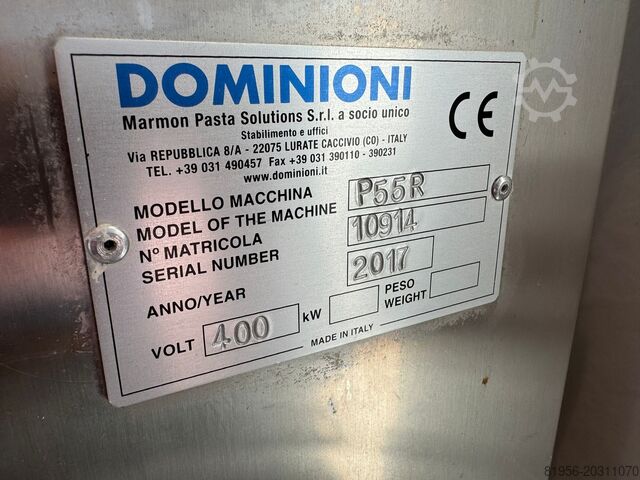 DOMINIONI
Marmon Pasta Solutions S.r.l. a socio unico
Stabilimento e uffici
Via REPUBBLICA 8/A - 22075 LURATE CACCIVIO (CO) - ITALY
TEL. +39 031 490457 Fax +39 031 390110 - 390231
www.dominioni.it
CE
MODELLO MACCHINA
MODEL OF THE MACHINE P55R
Nº MATRICOLA
SERIAL NUMBER 10914
ANNO/YEAR 2017
VOLT 400 kW PESO
WEIGHT
MADE IN ITALY
81956-20311070